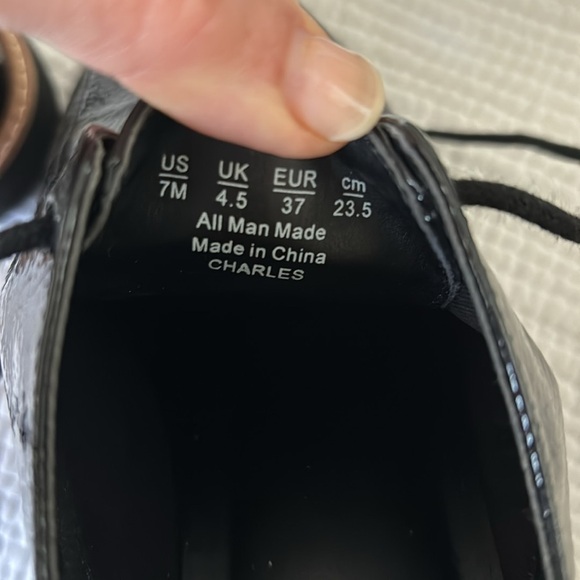 US UK EUR cm
7M 4.5 37 23.5
All Man Made
Made in China
CHARLES